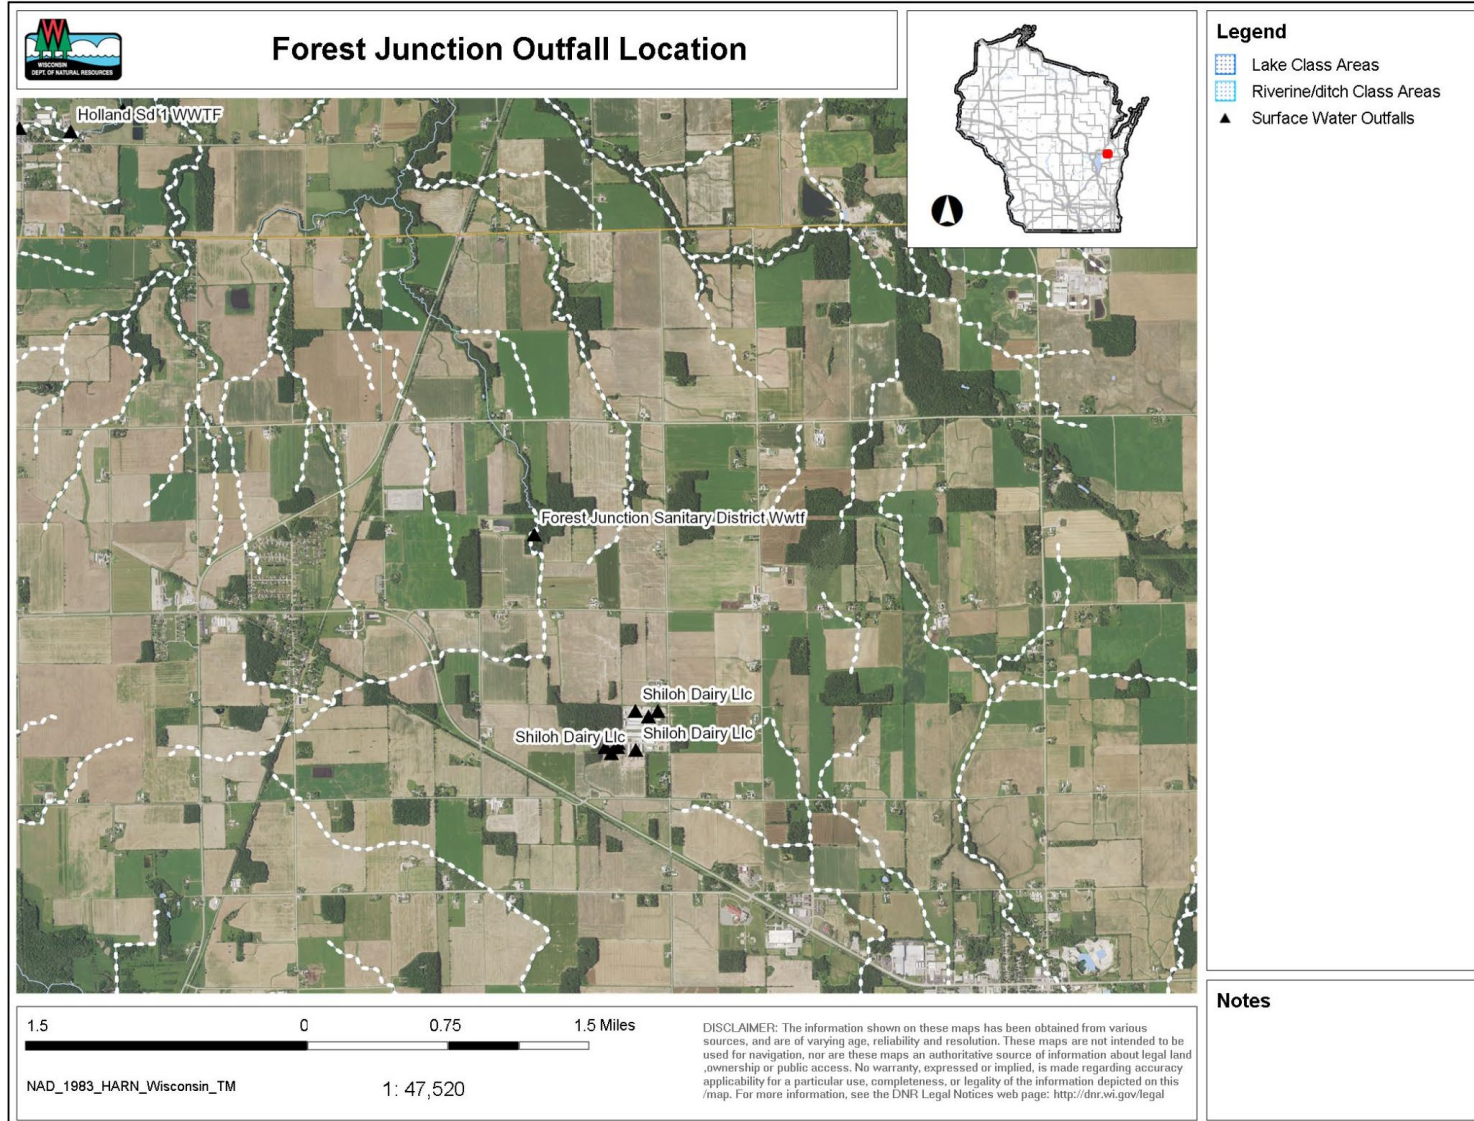 WISCONSIN
DEPT. OF NATURAL RESOURCES
Forest Junction Outfall Location
Legend
Lake Class Areas
Riverine/ditch Class Areas
Surface Water Outfalls
Holland Sd 1 WWTF
Forest Junction Sanitary District Wwtf
Shiloh Dairy Llc
Shiloh Dairy Llc
Shiloh Dairy Llc
1.5 0 0.75 1.5 Miles
NAD_1983_HARN_Wisconsin_TM
1: 47,520
DISCLAIMER: The information shown on these maps has been obtained from various
sources, and are of varying age, reliability and resolution. These maps are not intended to be
used for navigation, nor are these maps an authoritative source of information about legal land
,ownership or public access. No warranty, expressed or implied, is made regarding accuracy
applicability for a particular use, completeness, or legality of the information depicted on this
/map. For more information, see the DNR Legal Notices web page: http://dnr.wi.gov/legal
Notes